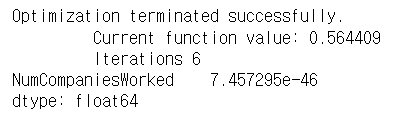 Optimization terminated successfully.
         Current function value: 0.564409
         Iterations 6
NumCompaniesWorked    7.457295e-46
dtype: float64